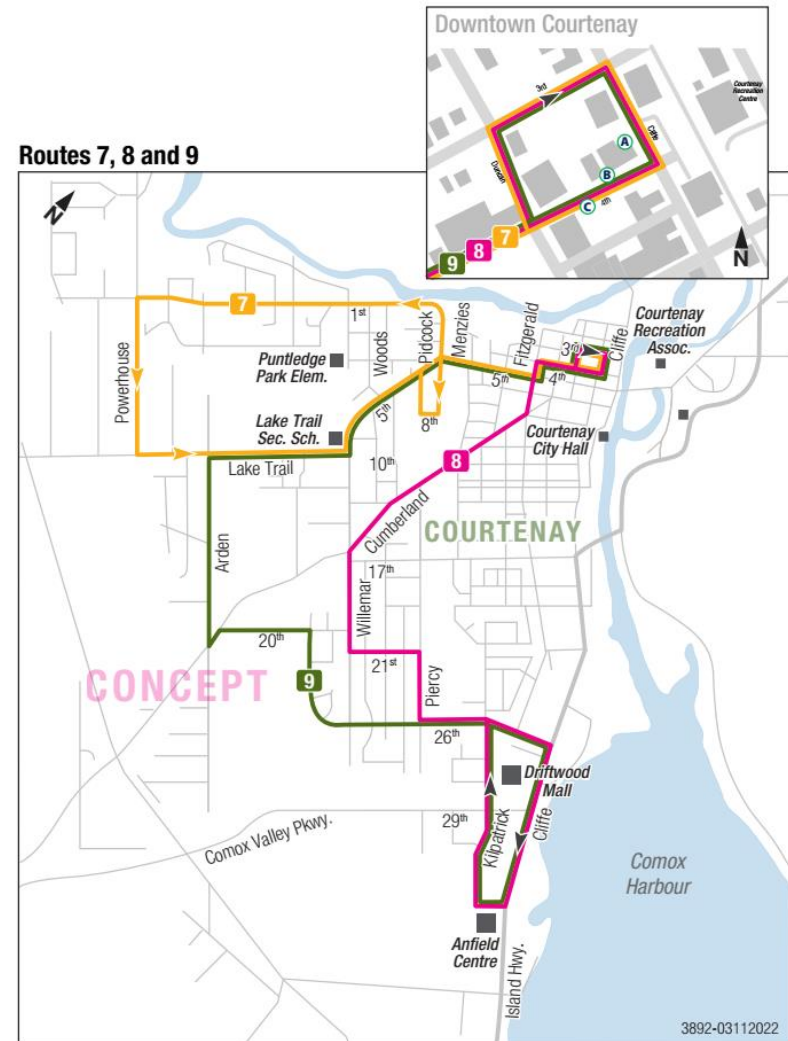 Downtown Courtenay
3rd
Courtenay
Recreation
Centre
Cliffe
A
B
C
4th
Duncan
7
8
9
N
Routes 7, 8 and 9
N
7
1st
Powerhouse
Puntledge
Park Elem.
Woods
Pidcock
Menzies
Fitzgerald
3rd
Cliffe
Courtenay
Recreation
Assoc.
5th
4th
5th
8th
Lake Trail
Sec. Sch.
Lake Trail
10th
8
Courtenay
City Hall
Cumberland
COURTENAY
Arden
17th
Willemar
20th
21st
CONCEPT
9
Piercy
26th
Driftwood
Mall
29th
Kilpatrick
Cliffe
Comox Valley Pkwy.
Comox
Harbour
Anfield
Centre
Island Hwy.
3892-03112022